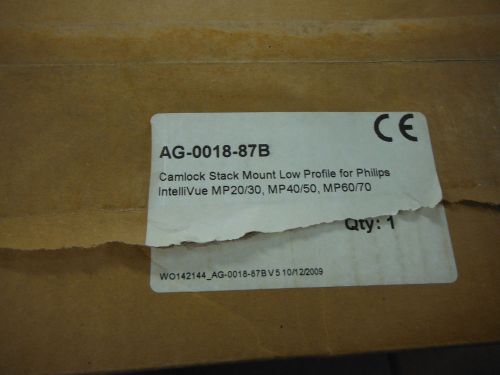 CE
AG-0018-87B
Camlock Stack Mount Low Profile for Philips
IntelliVue MP20/30, MP40/50, MP60/70
Qty: 1
WO142144_AG-0018-87B V5 10/12/2009